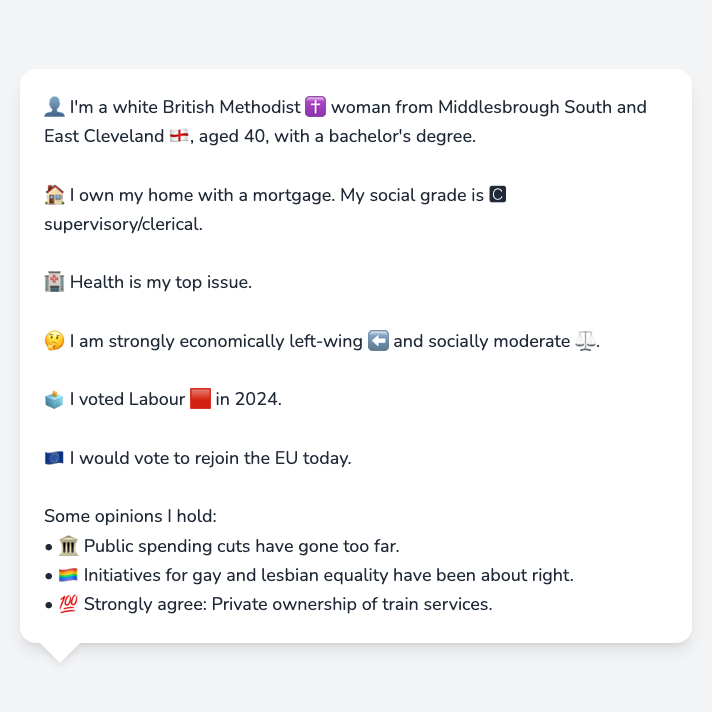 👤 I'm a white British Methodist ✝️ woman from Middlesbrough South and
East Cleveland 🏴󠁧󠁢󠁥󠁮󠁧󠁿, aged 40, with a bachelor's degree.
🏠 I own my home with a mortgage. My social grade is 🅲
supervisory/clerical.
🏥 Health is my top issue.
🤔 I am strongly economically left-wing ⬅️ and socially moderate ⚖️.
🗳️ I voted Labour 🟥 in 2024.
🇪🇺 I would vote to rejoin the EU today.
Some opinions I hold:
• 🏛️ Public spending cuts have gone too far.
• 🏳️‍🌈 Initiatives for gay and lesbian equality have been about right.
• 💯 Strongly agree: Private ownership of train services.